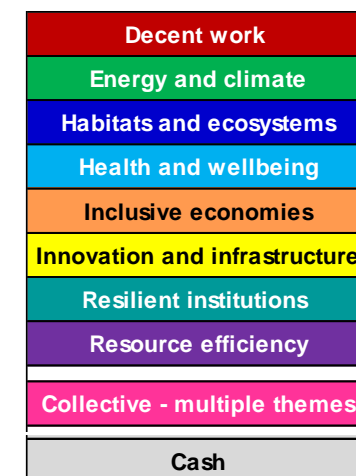 Decent work
Energy and climate
Habitats and ecosystems
Health and wellbeing
Inclusive economies
Innovation and infrastructure
Resilient institutions
Resource efficiency
Collective - multiple themes
Cash